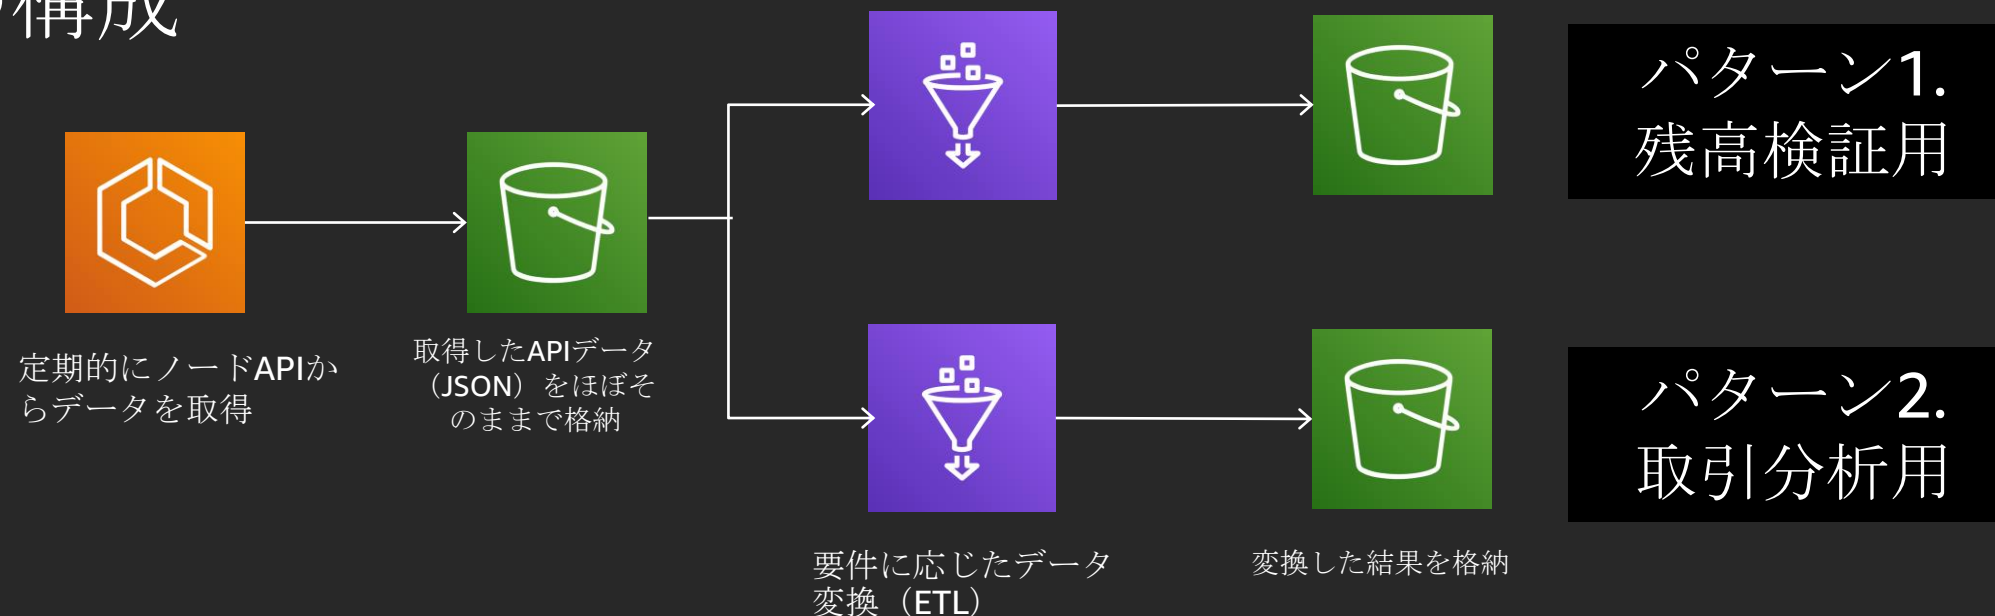 構成
パターン1.
残高検証用
定期的にノードAPIか
らデータを取得
取得したAPIデータ
（JSON）をほぼそ
のままで格納
パターン2.
取引分析用
要件に応じたデータ
変換（ETL）
変換した結果を格納